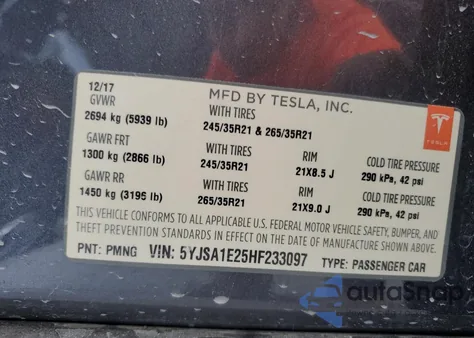 12/17
MFD BY TESLA, INC.
GVWR
2694 kg (5939 lb)
WITH TIRES
245/35R21 & 265/35R21
GAWR FRT
1300 kg (2866 lb)
WITH TIRES
245/35R21
RIM
21X8.5 J
COLD TIRE PRESSURE
290 kPa, 42 psi
GAWR RR
1450 kg (3195 lb)
WITH TIRES
265/35R21
RIM
21X9.0 J
COLD TIRE PRESSURE
290 kPa, 42 psi
THIS VEHICLE CONFORMS TO ALL APPLICABLE U.S. FEDERAL MOTOR VEHICLE SAFETY, BUMPER, AND
THEFT PREVENTION STANDARDS IN EFFECT ON THE DATE OF MANUFACTURE SHOWN ABOVE.
PNT: PMNG VIN: 5YJSA1E25HF233097 TYPE: PASSENGER CAR
TESLA
autoSnap